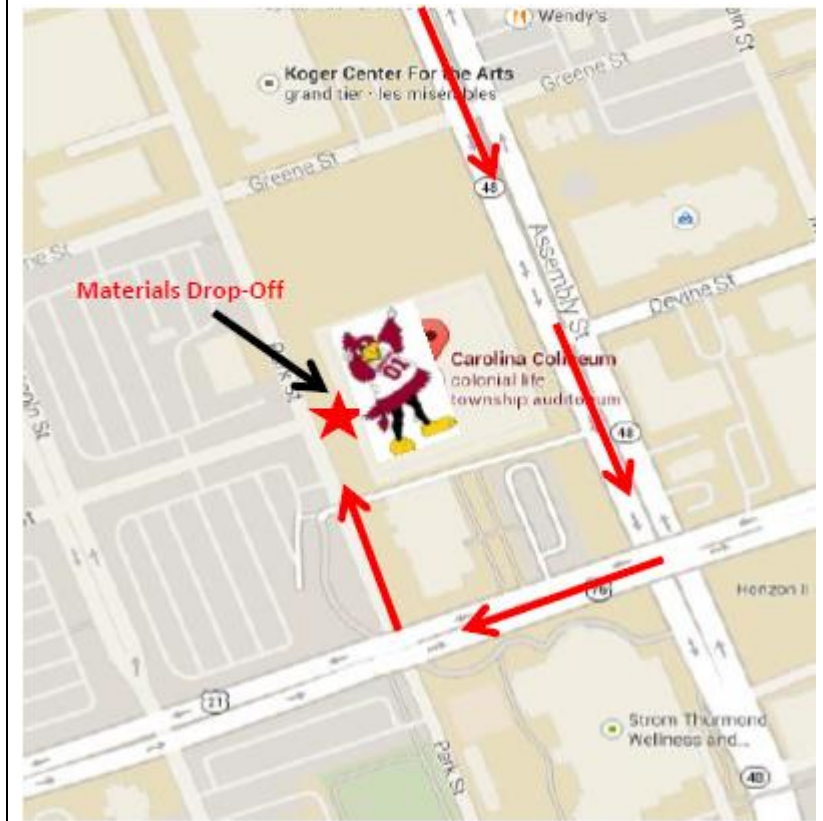 Wendy's
Koger Center For the Arts
grand tier · les misérables
Greene St
Greene St
48
Assembly St
Devine St
Materials Drop-Off
Park St
01
Carolina Coliseum
colonial life
township auditorium
48
76
21
Park St
Strom Thurmond
Wellness and...
48